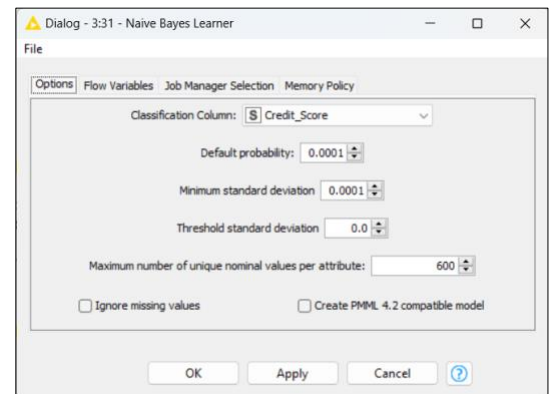 Dialog - 3:31 - Naive Bayes Learner
File
Options Flow Variables Job Manager Selection Memory Policy
Classification Column: S Credit_Score
Default probability: 0.0001
Minimum standard deviation 0.0001
Threshold standard deviation 0.0
Maximum number of unique nominal values per attribute: 600
Ignore missing values Create PMML 4.2 compatible model
OK Apply Cancel ?